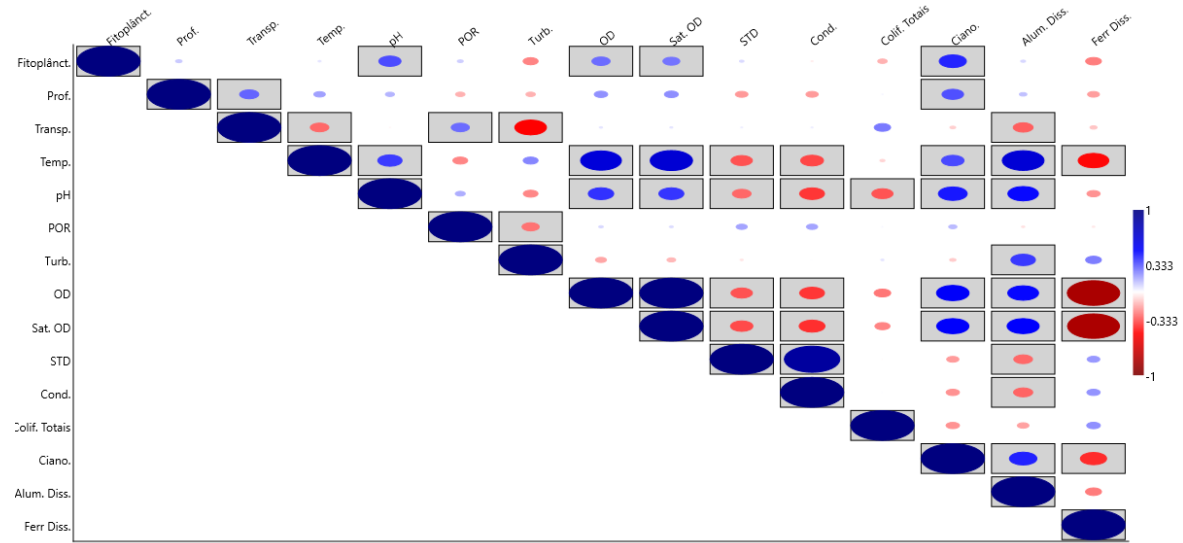 Fitoplânct.
Prof.
Transp.
Temp.
pH
POR
Turb.
OD
Sat. OD
STD
Cond.
Colif. Totais
Ciano.
Alum. Diss.
Ferr Diss.
Fitoplânct.
Prof.
Transp.
Temp.
pH
POR
Turb.
OD
Sat. OD
STD
Cond.
Colif. Totais
Ciano.
Alum. Diss.
Ferr Diss.
1
0.333
-0.333
-1